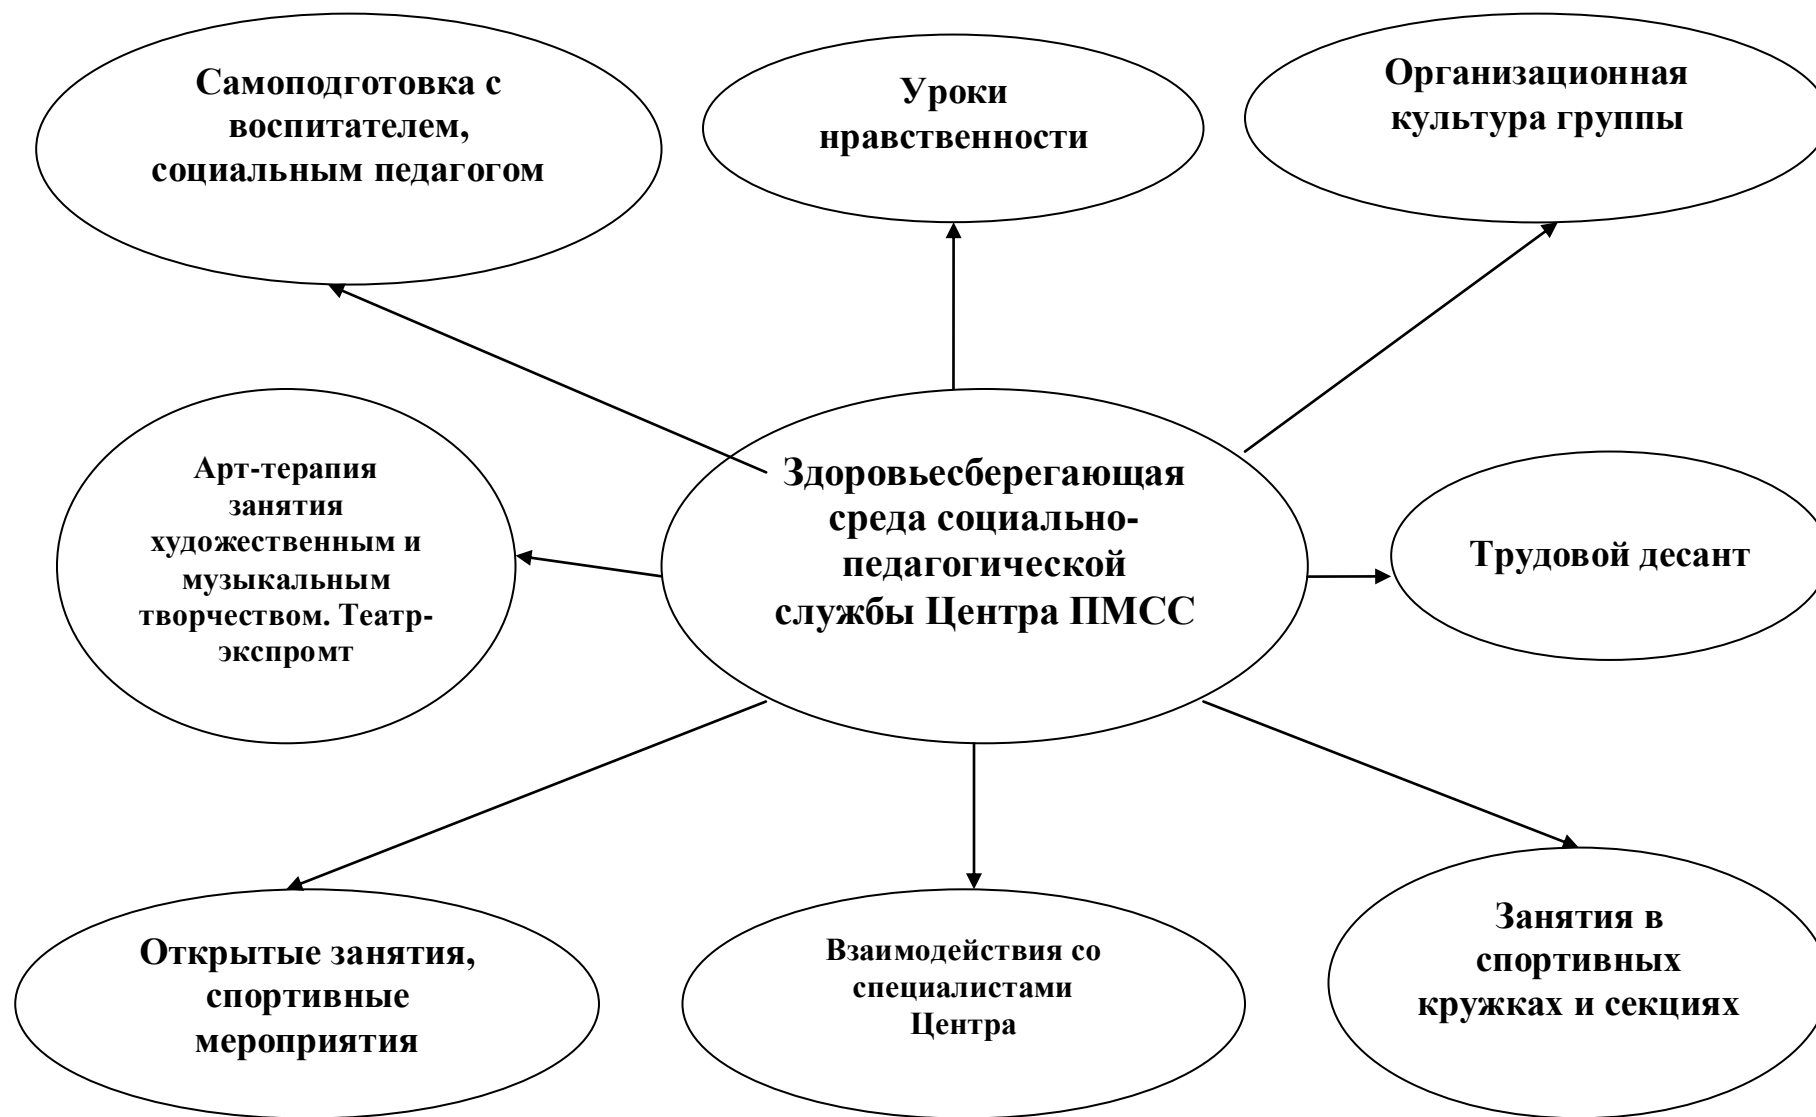 Самоподготовка с
воспитателем,
социальным педагогом
Уроки
нравственности
Организационная
культура группы
Арт-терапия
занятия
художественным и
музыкальным
творчеством. Театр-
экспромт
Здоровьесберегающая
среда социально-
педагогической
службы Центра ПМСС
Трудовой десант
Открытые занятия,
спортивные
мероприятия
Взаимодействия со
специалистами
Центра
Занятия в
спортивных
кружках и секциях